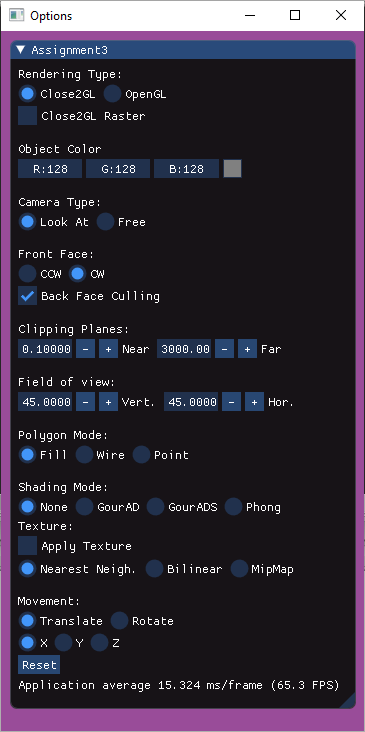 Options
Assignment3
Rendering Type:
Close2GL OpenGL
Close2GL Raster
Object Color
R:128 G:128 B:128
Camera Type:
Look At Free
Front Face:
CCW CW
Back Face Culling
Clipping Planes:
0.10000 - + Near 3000.00 - + Far
Field of view:
45.0000 - + Vert. 45.0000 - + Hor.
Polygon Mode:
Fill Wire Point
Shading Mode:
None GourAD GourADS Phong
Texture:
Apply Texture
Nearest Neigh. Bilinear MipMap
Movement:
Translate Rotate
X Y Z
Reset
Application average 15.324 ms/frame (65.3 FPS)